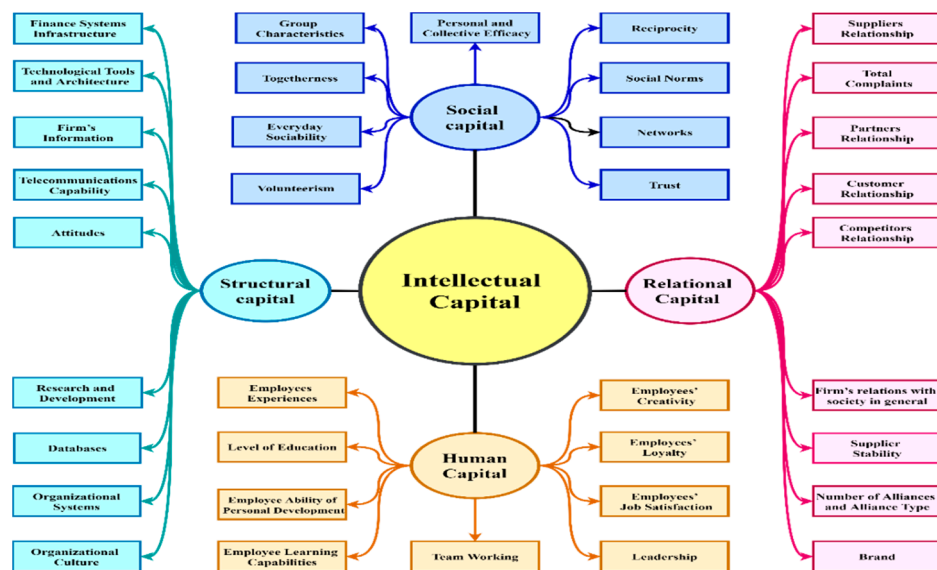 Finance Systems
Infrastructure
Technological Tools
and Architecture
Firm's
Information
Telecommunications
Capability
Attitudes
Structural
capital
Research and
Development
Databases
Organizational
Systems
Organizational
Culture
Group
Characteristics
Togetherness
Everyday
Sociability
Volunteerism
Personal and
Collective Efficacy
Social
capital
Reciprocity
Social Norms
Networks
Trust
Intellectual
Capital
Employees
Experiences
Level of Education
Employee Ability of
Personal Development
Employee Learning
Capabilities
Human
Capital
Team Working
Employees'
Creativity
Employees'
Loyalty
Employees'
Job Satisfaction
Leadership
Relational
Capital
Suppliers
Relationship
Total
Complaints
Partners
Relationship
Customer
Relationship
Competitors
Relationship
Firm's relations with
society in general
Supplier
Stability
Number of Alliances
and Alliance Type
Brand